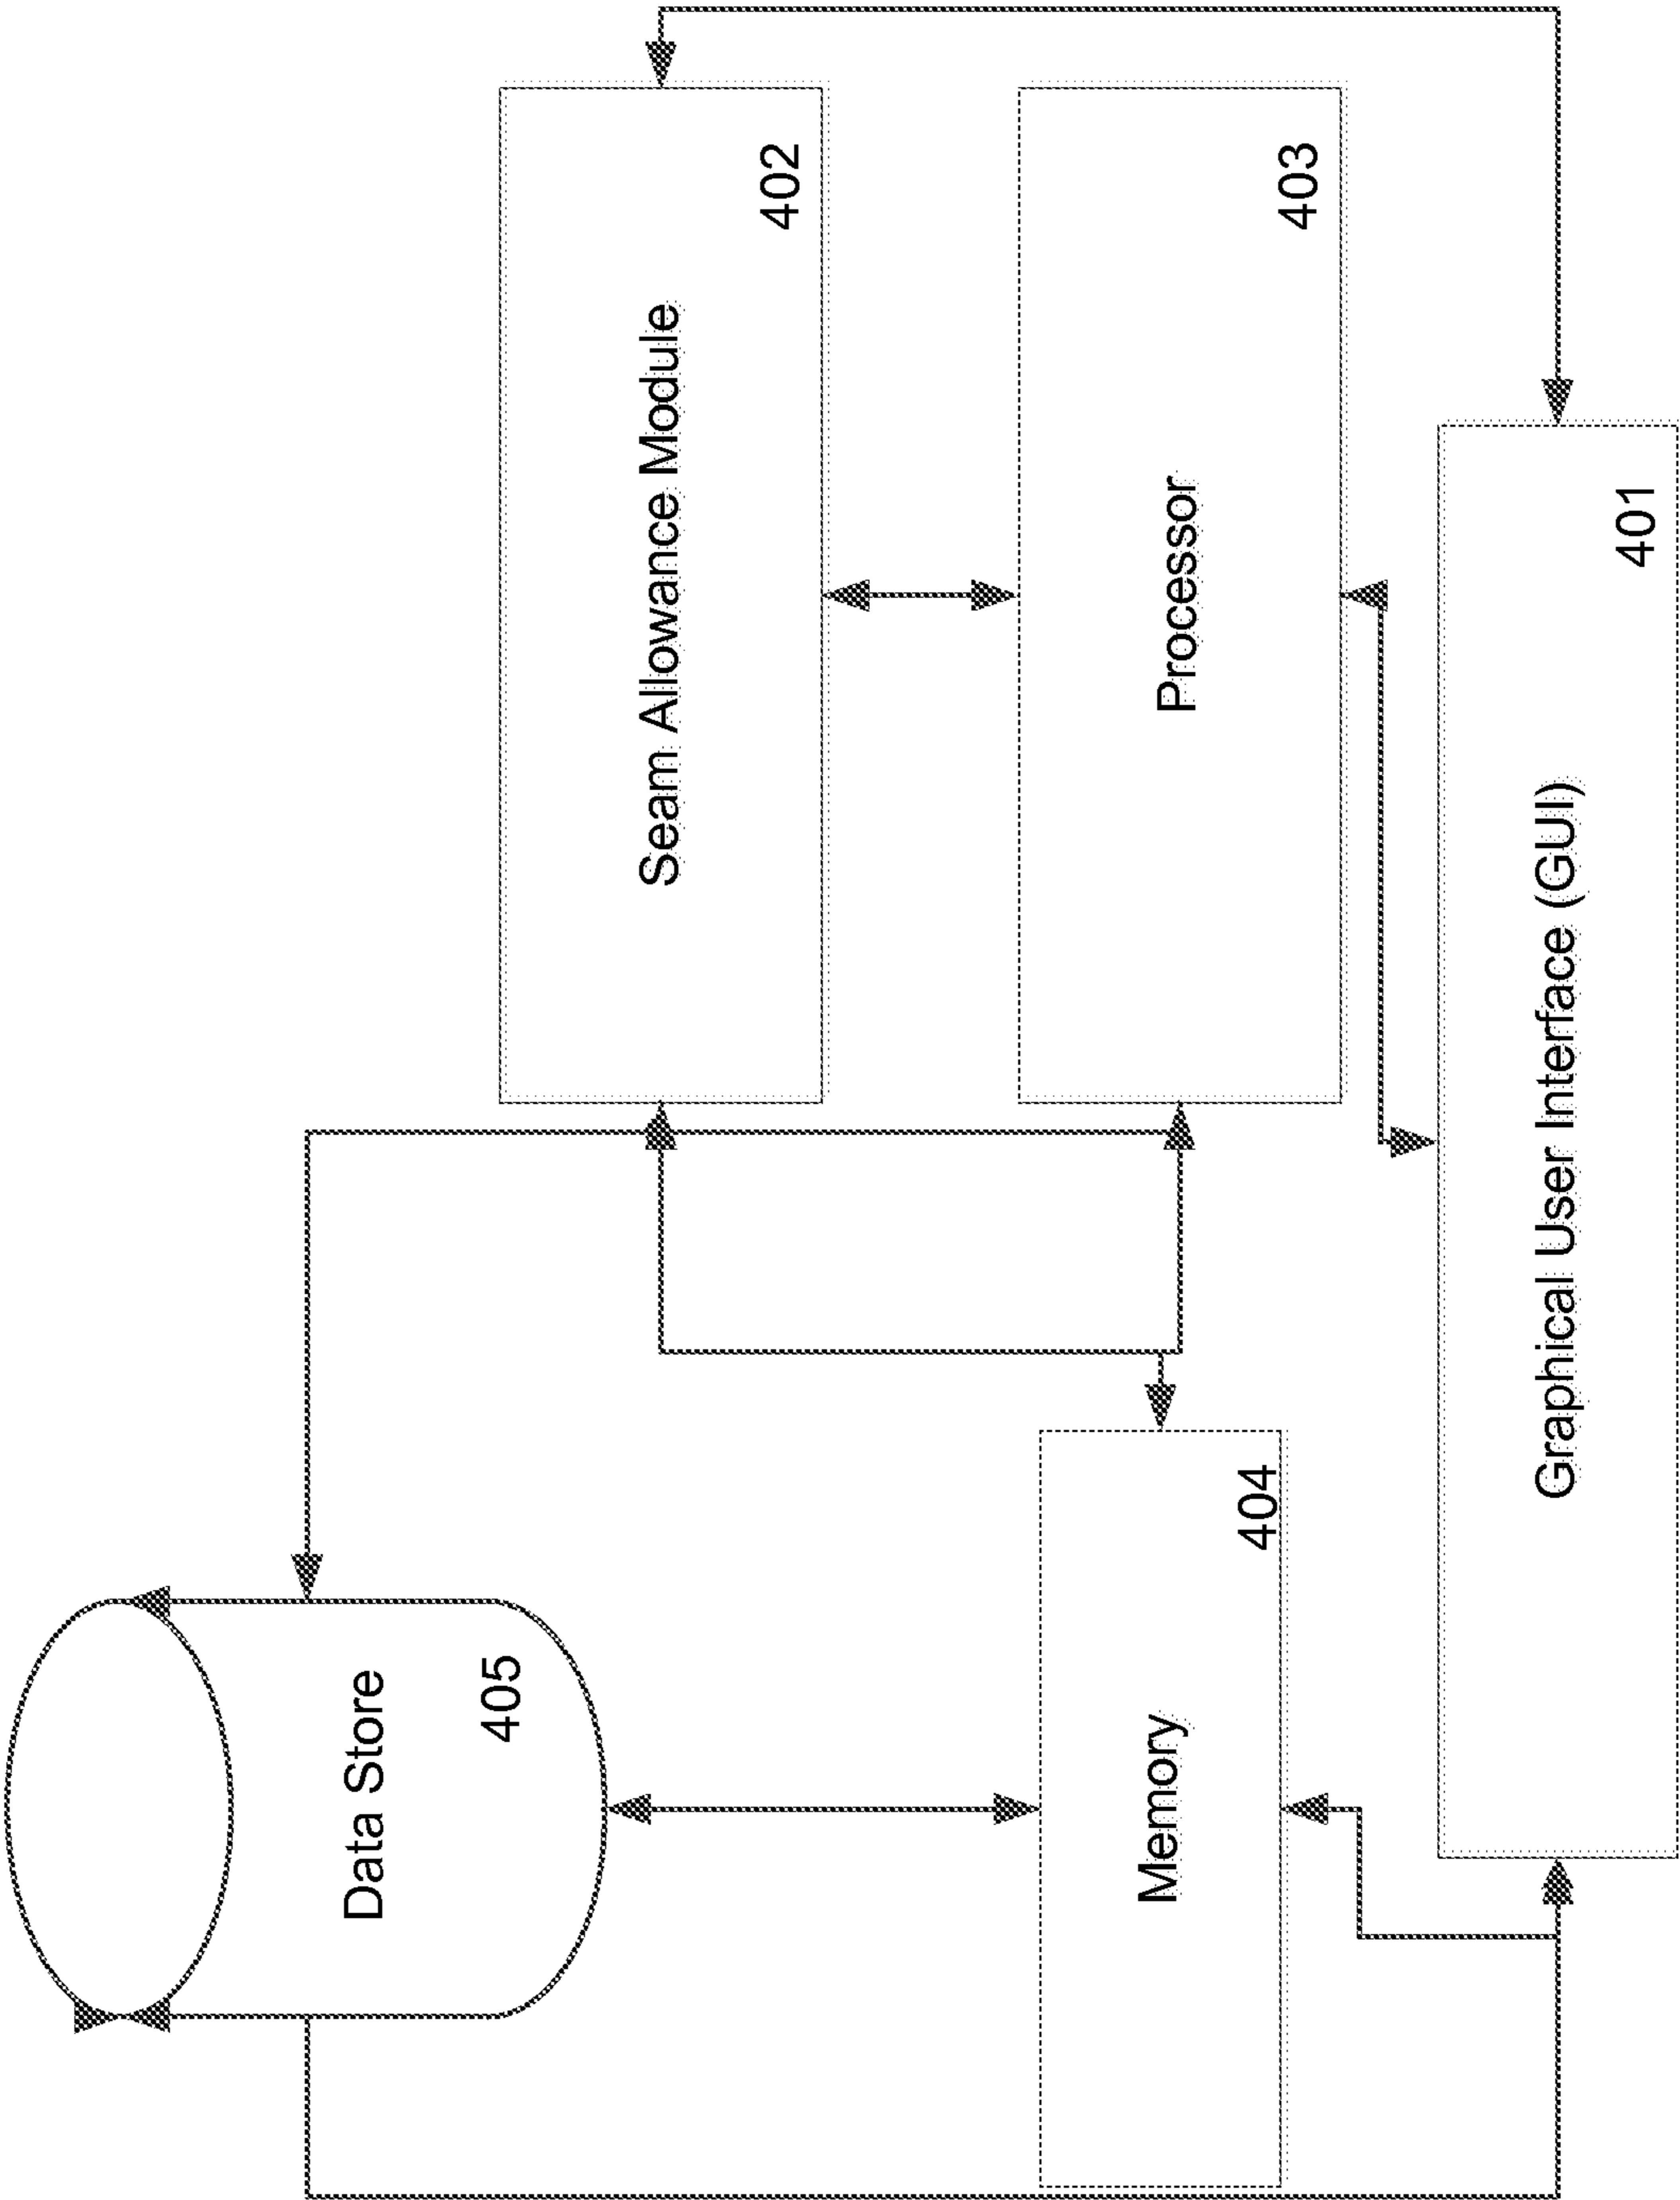 Data Store
405
Seam Allowance Module
402
Memory
404
Processor
403
Graphical User Interface (GUI)
401